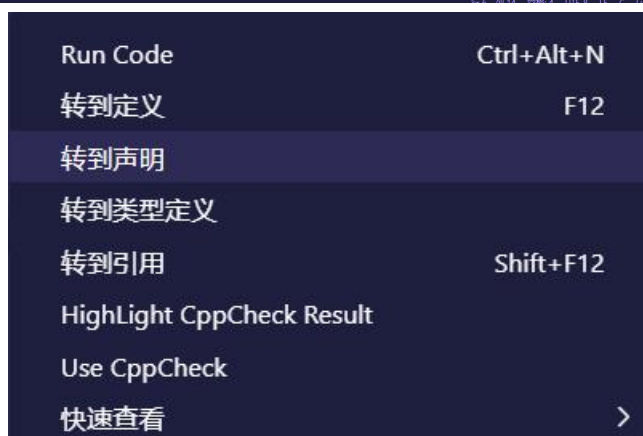 Run Code Ctrl+Alt+N
转到定义 F12
转到声明
转到类型定义
转到引用 Shift+F12
HighLight CppCheck Result
Use CppCheck
快速查看